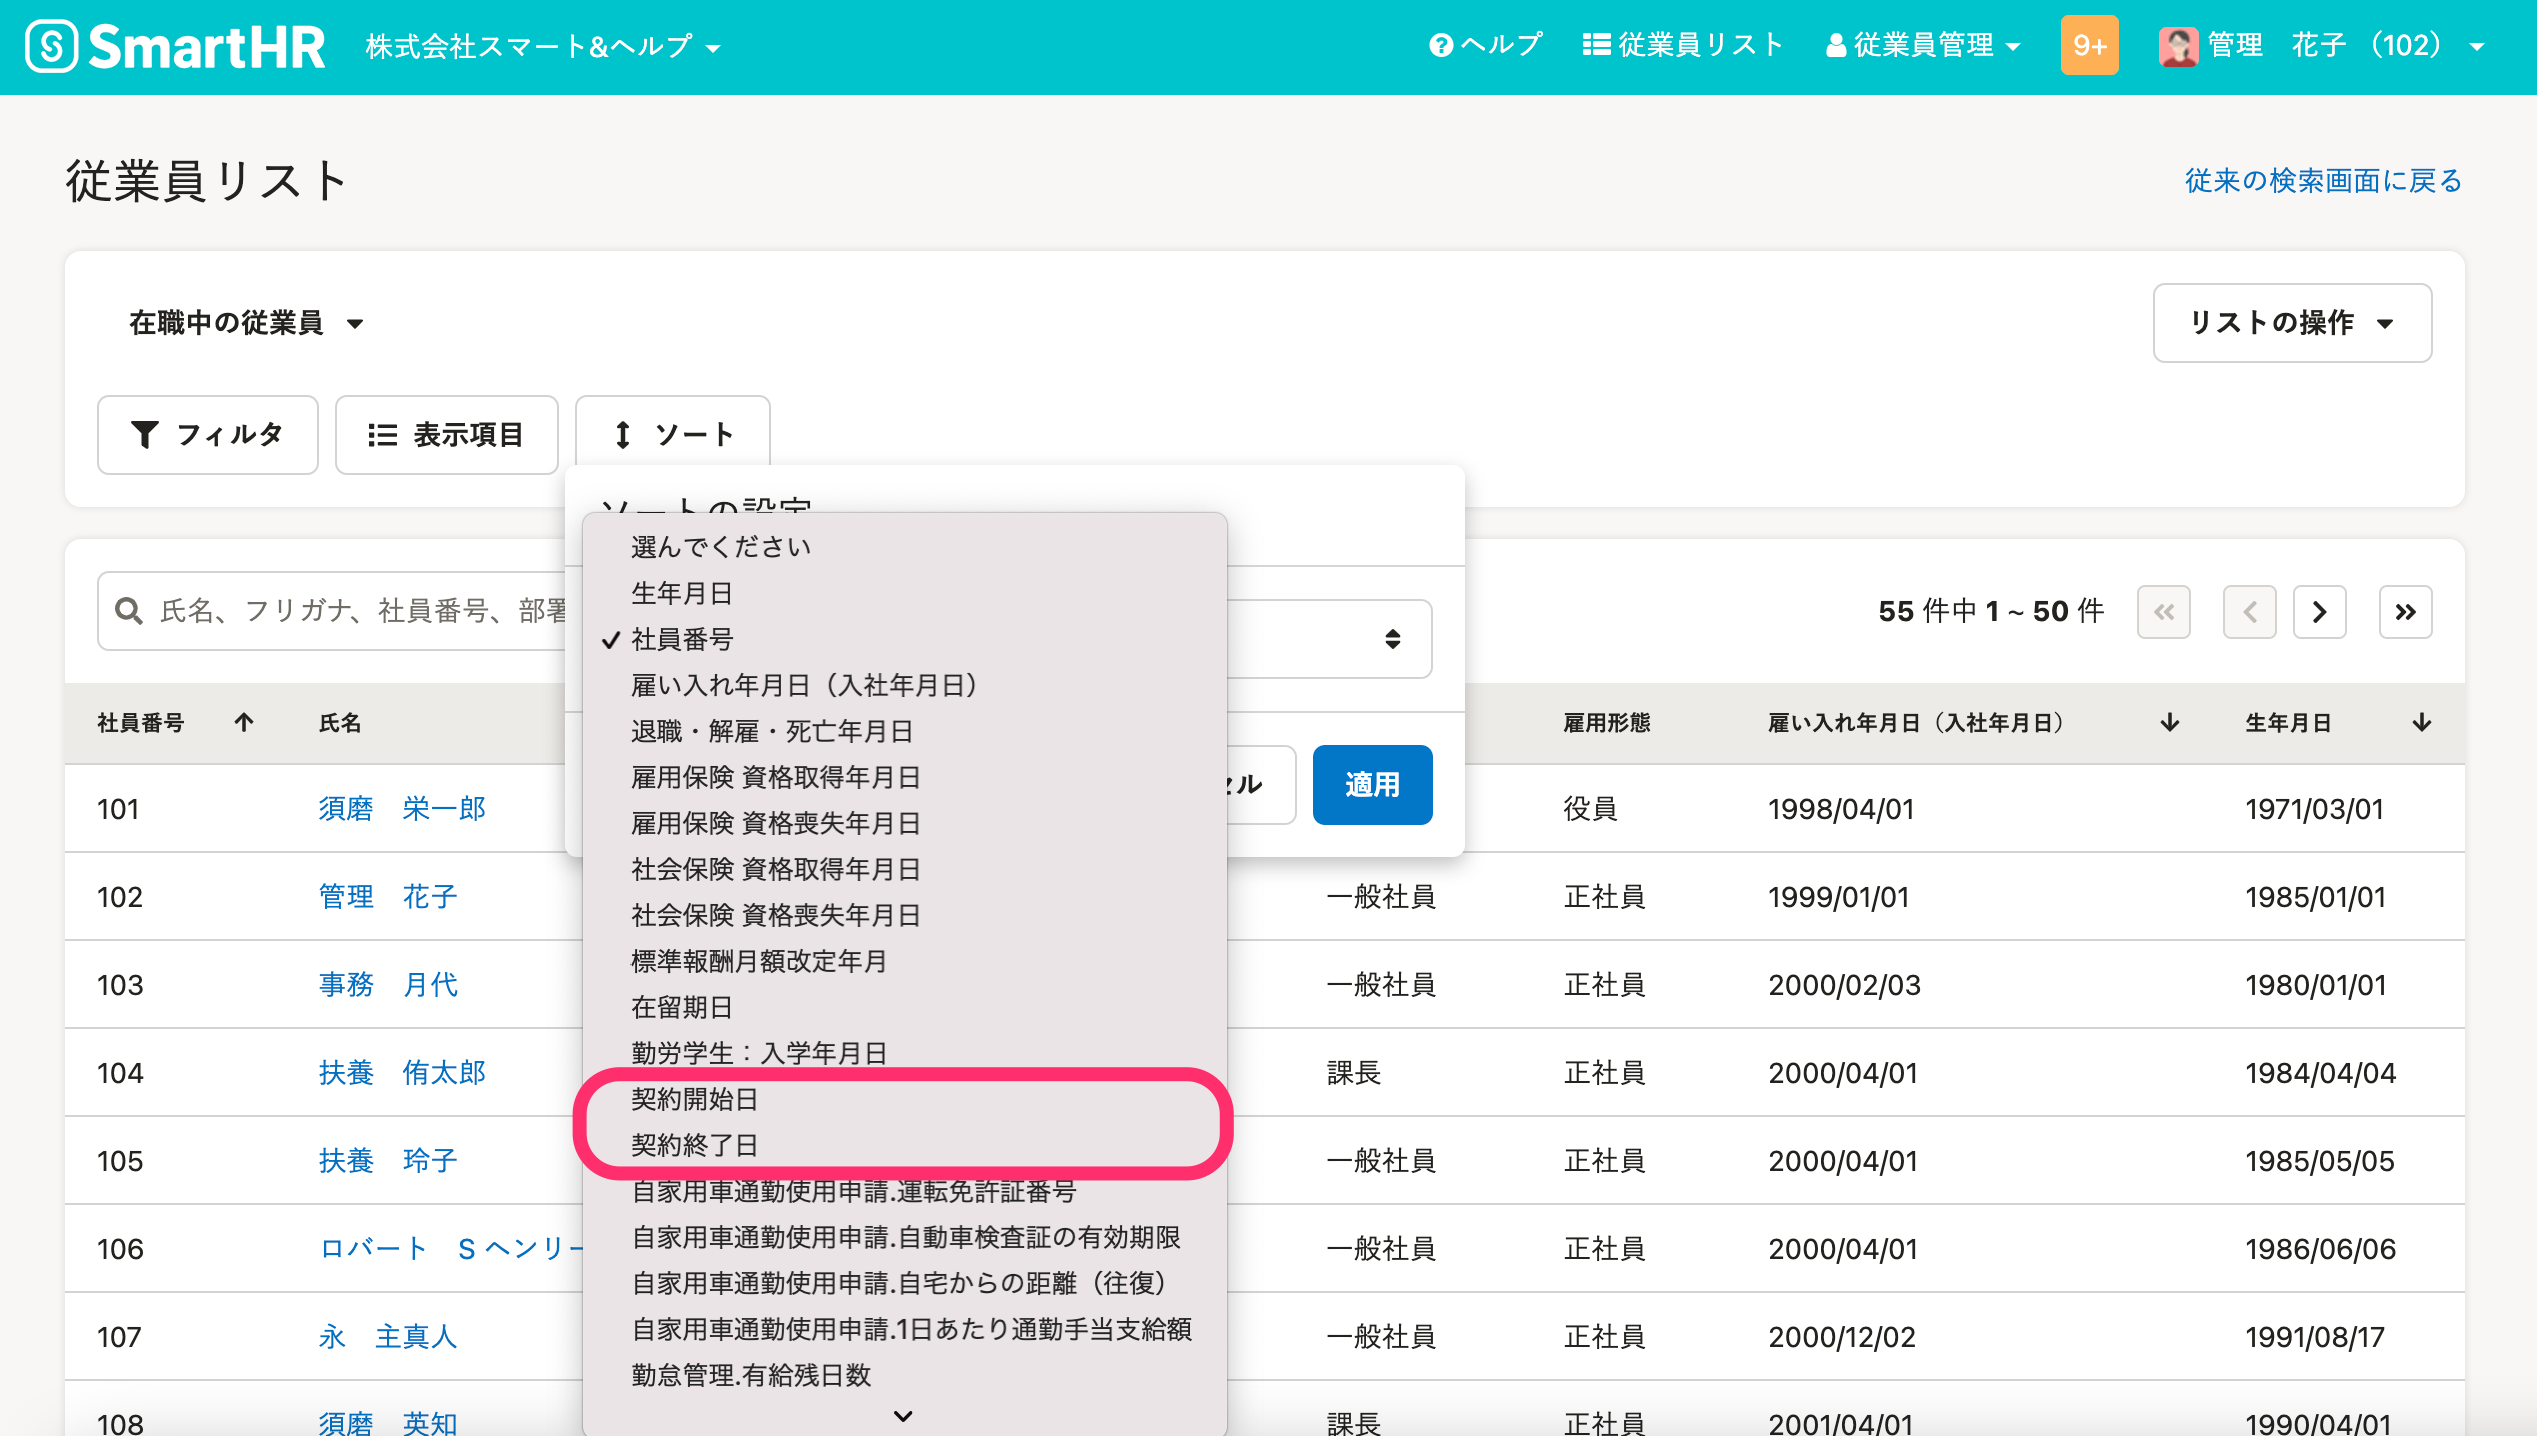 SmartHR 株式会社スマート&ヘルプ ヘルプ 従業員リスト 従業員管理 9+ 管理 花子 (102)
従業員リスト 従来の検索画面に戻る
在職中の従業員 リストの操作
フィルタ 表示項目 ソート
ソートの設定
氏名、フリガナ、社員番号、部署
55 件中 1 ~ 50 件
選んでください
生年月日
社員番号
雇い入れ年月日（入社年月日）
退職・解雇・死亡年月日
雇用保険 資格取得年月日
雇用保険 資格喪失年月日
社会保険 資格取得年月日
社会保険 資格喪失年月日
標準報酬月額改定年月
在留期日
勤労学生：入学年月日
契約開始日
契約終了日
自家用車通勤使用申請.運転免許証番号
自家用車通勤使用申請.自動車検査証の有効期限
自家用車通勤使用申請.自宅からの距離（往復）
自家用車通勤使用申請.1日あたり通勤手当支給額
勤怠管理.有給残日数
ル 適用
社員番号 氏名 雇用形態 雇い入れ年月日（入社年月日） 生年月日
101 須磨 栄一郎 役員 1998/04/01 1971/03/01
102 管理 花子 一般社員 正社員 1999/01/01 1985/01/01
103 事務 月代 一般社員 正社員 2000/02/03 1980/01/01
104 扶養 侑太郎 課長 正社員 2000/04/01 1984/04/04
105 扶養 玲子 一般社員 正社員 2000/04/01 1985/05/05
106 ロバート S ヘンリー 一般社員 正社員 2000/04/01 1986/06/06
107 永 主真人 一般社員 正社員 2000/12/02 1991/08/17
108 須磨 英知 課長 正社員 2001/04/01 1990/04/01